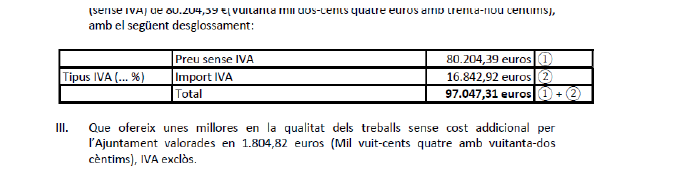 (sense IVA) de 80.204,39 € (vuitanta mil dos-cents quatre euros amb trenta-nou cèntims),
amb el següent desglossament:
Preu sense IVA 80.204,39 euros ①
Tipus IVA (... %) Import IVA 16.842,92 euros ②
Total 97.047,31 euros ① + ②
III. Que ofereix unes millores en la qualitat dels treballs sense cost addicional per
l'Ajuntament valorades en 1.804,82 euros (Mil vuit-cents quatre amb vuitanta-dos
cèntims), IVA exclòs.